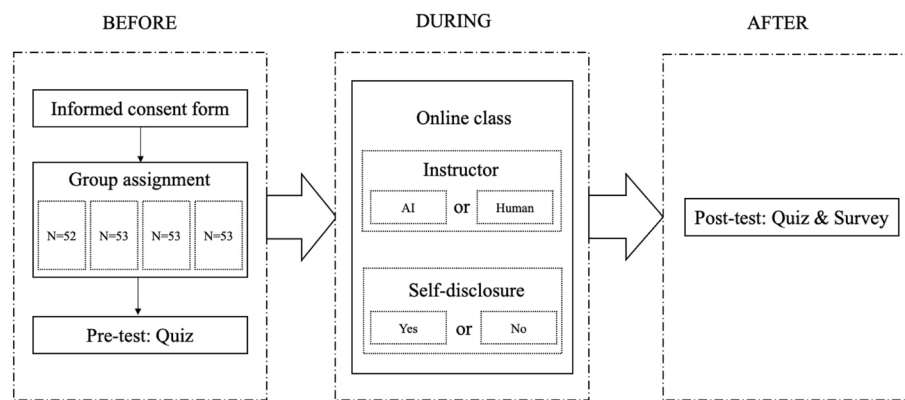 BEFORE
DURING
AFTER
Informed consent form
Group assignment
N=52 N=53 N=53 N=53
Pre-test: Quiz
Online class
Instructor
AI or Human
Self-disclosure
Yes or No
Post-test: Quiz & Survey